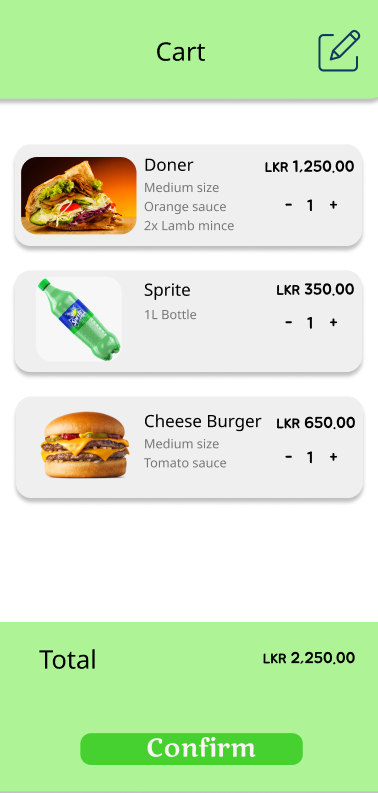 Cart
Doner
LKR 1,250.00
Medium size
Orange sauce
- 1 +
2x Lamb mince
Sprite
LKR 350.00
1L Bottle
- 1 +
Sprite
Cheese Burger
LKR 650.00
Medium size
- 1 +
Tomato sauce
Total
LKR 2,250.00
Confirm